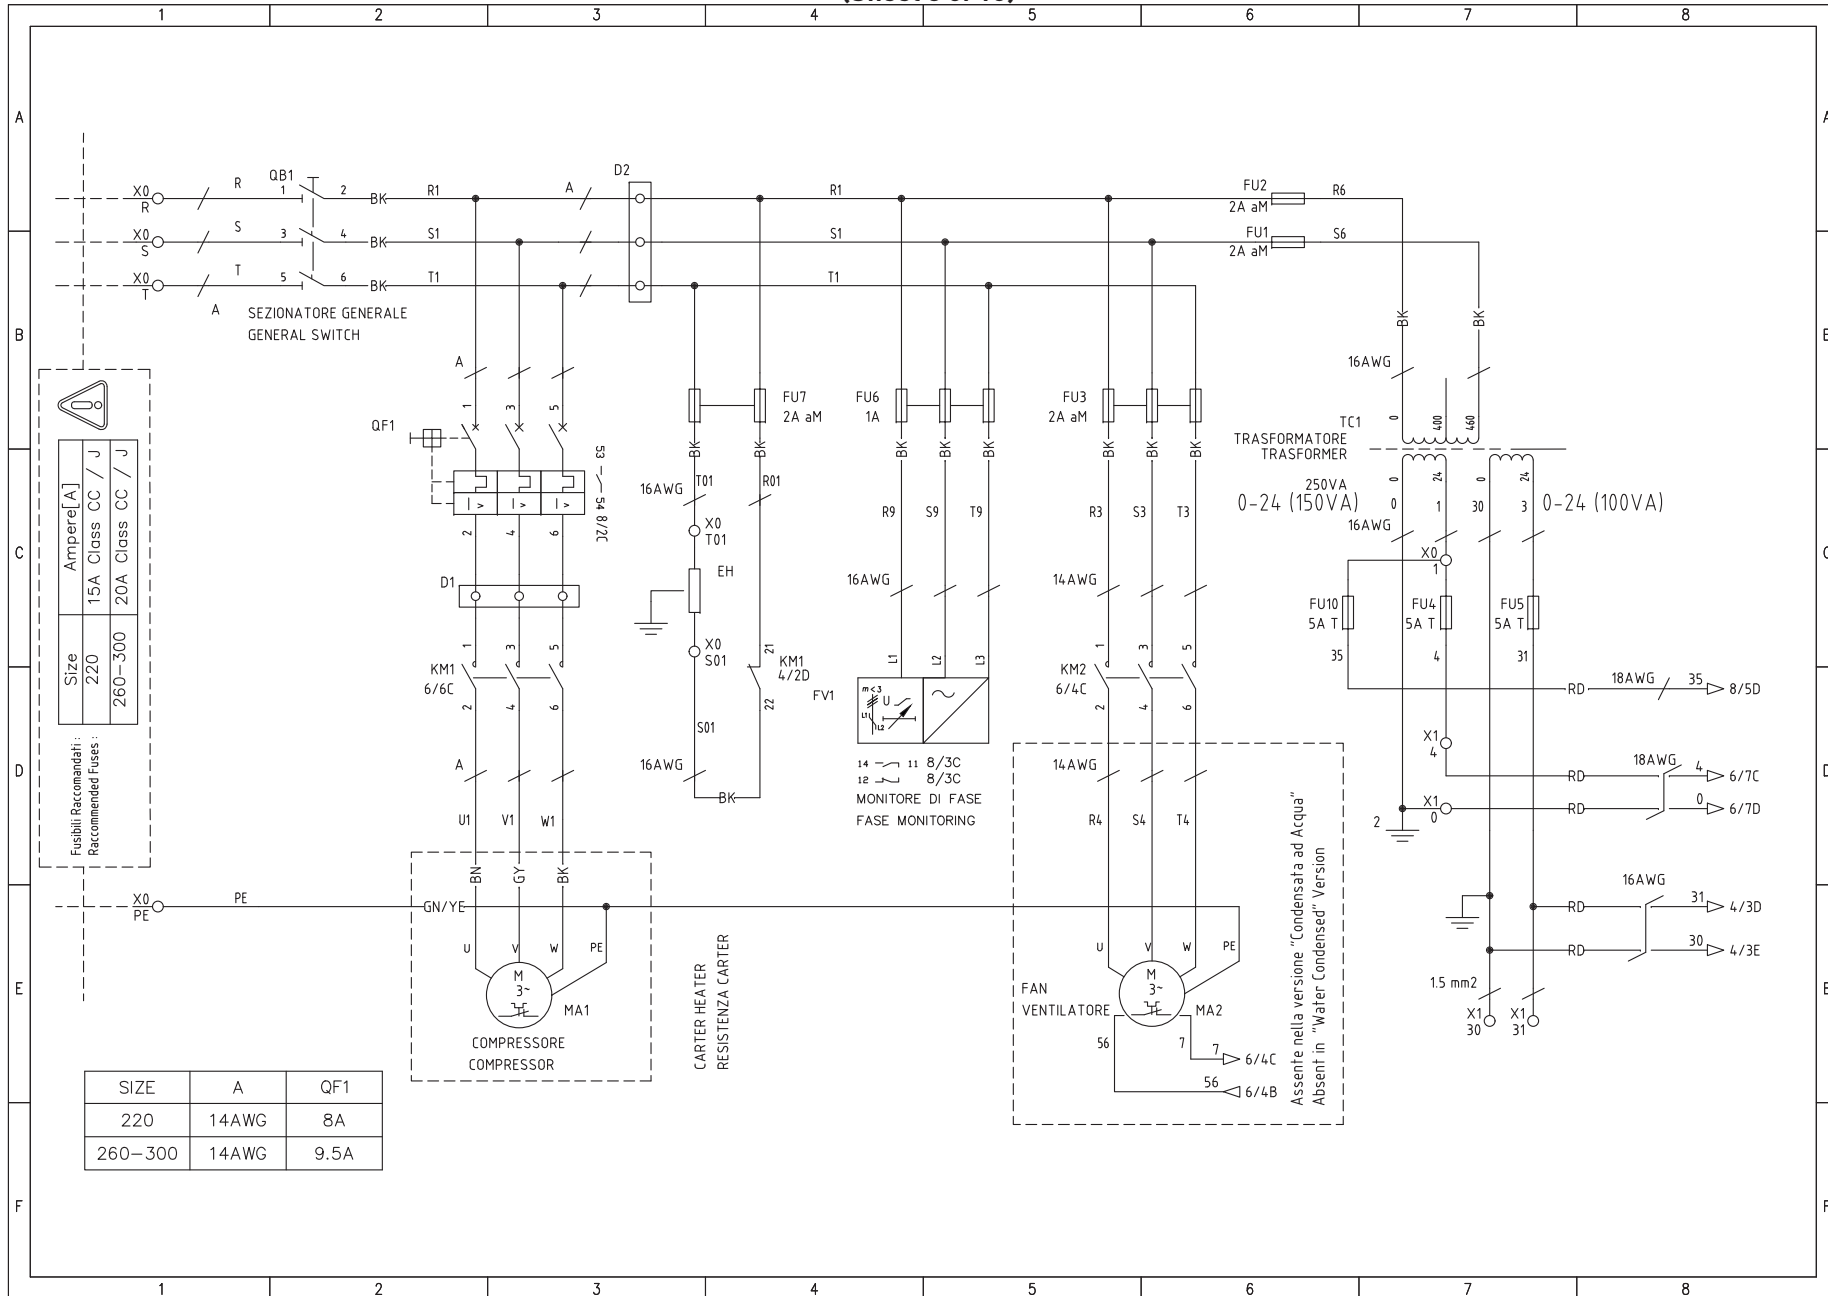 1 2 3 4 5 6 7 8
A A
X0 R R
QB1
1 2 BK R1
A
D2
R1
FU2
2A aM
R6
X0 S S
3 4 BK S1
S1
FU1
2A aM
S6
X0 T T
5 6 BK T1
T1
A
SEZIONATORE GENERALE
GENERAL SWITCH
B
BK BK
16AWG
A
1 3 5
QF1
FU7
2A aM
FU6
1A
FU3
2A aM
TC1
0 400 460
TRASFORMATORE
TRASFORMER
53 54 8/2C
I > I > I >
2 4 6
BK BK
BK BK BK
BK BK BK
16AWG
T01 R01
X0
T01
EH
R9 S9 T9
R3 S3 T3
0 24 0 24
250VA
0-24 (150VA)
0 1 30 3
0-24 (100VA)
16AWG
C
Size Ampere[A]
220 15A Class CC / J
260-300 20A Class CC / J
Fusibili Raccomandati :
Raccommended Fuses :
D1
16AWG
14AWG
X0
1
FU10
5A T
FU4
5A T
FU5
5A T
35 4 31
KM1
6/6C
1 3 5
2 4 6
X0
S01
21
22
KM1
4/2D
FV1
L1 L2 L3
m<3
U
L1
L2
KM2
6/4C
1 3 5
2 4 6
RD 18AWG 35 8/5D
S01
D
A
16AWG
BK
14 11 8/3C
12 8/3C
MONITORE DI FASE
FASE MONITORING
14AWG
X1
4
RD 18AWG 4 6/7C
X1
0
RD 0 6/7D
2
U1 V1 W1
R4 S4 T4
BN GY BK
X0
PE
PE
GN/YE
16AWG
RD 31 4/3D
RD 30 4/3E
U V W PE
M
3~
MA1
COMPRESSORE
COMPRESSOR
CARTER HEATER
RESISTENZA CARTER
E
FAN
VENTILATORE
U V W PE
M
3~
MA2
56 7
7 6/4C
56 6/4B
Assente nella versione "Condensata ad Acqua"
Absent in "Water Condensed" Version
1.5 mm2
X1
30
X1
31
SIZE A QF1
220 14AWG 8A
260-300 14AWG 9.5A
F
1 2 3 4 5 6 7 8